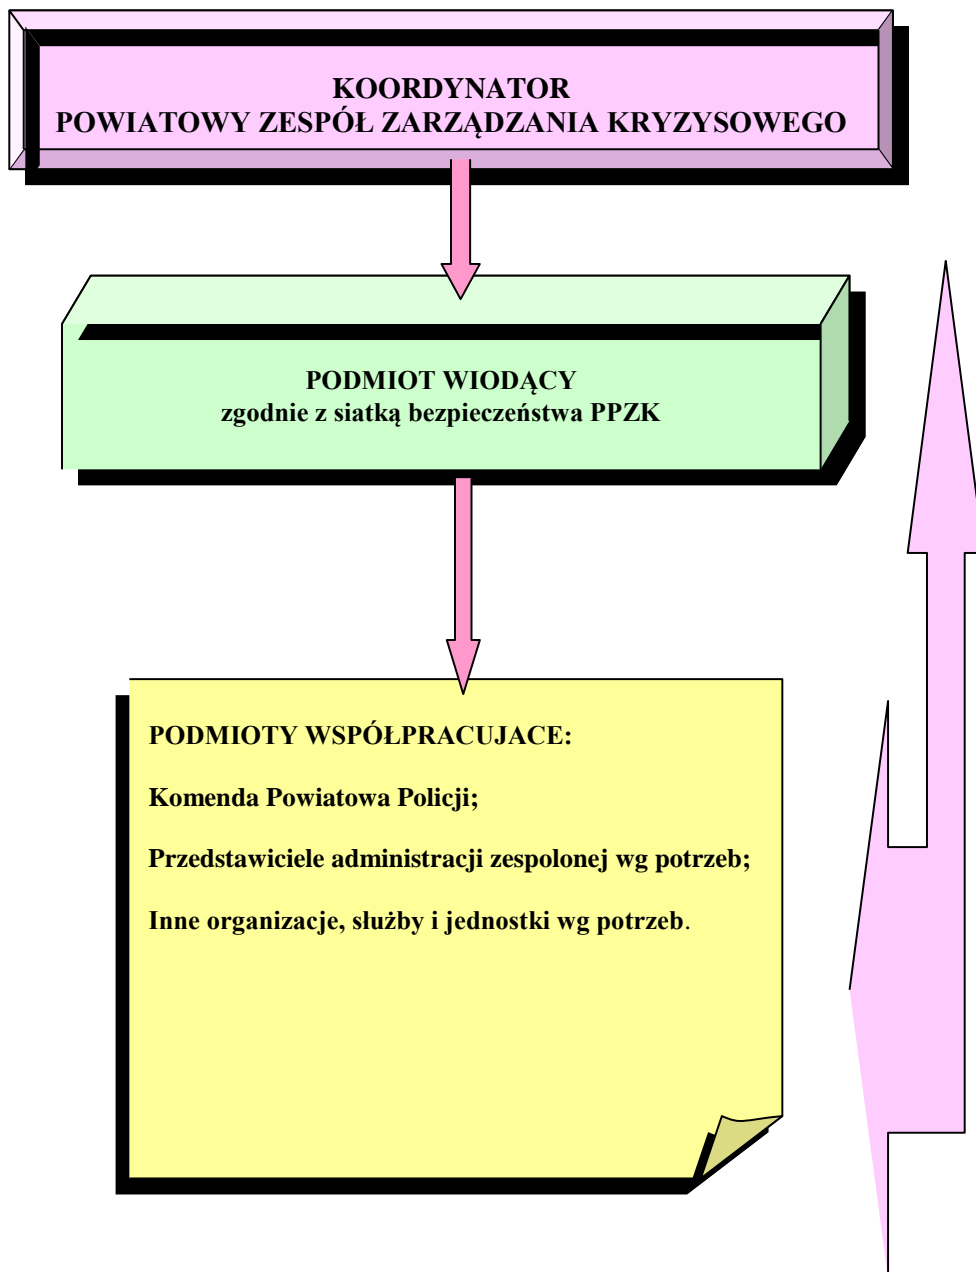 KOORDYNATOR
POWIATOWY ZESPÓŁ ZARZĄDZANIA KRYZYSOWEGO
PODMIOT WIODĄCY
zgodnie z siatką bezpieczeństwa PPZK
PODMIOTY WSPÓŁPRACUJACE:
Komenda Powiatowa Policji;
Przedstawiciele administracji zespolonej wg potrzeb;
Inne organizacje, służby i jednostki wg potrzeb.